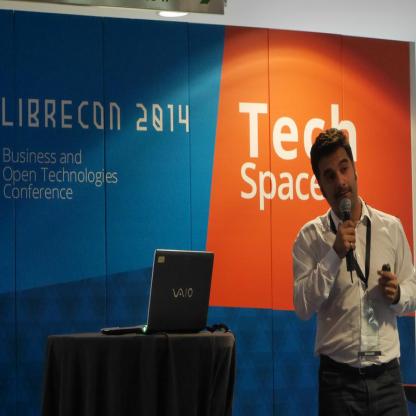 LIBRECON 2014
Business and
Open Technologies
Conference
Tech
Space
VAIO